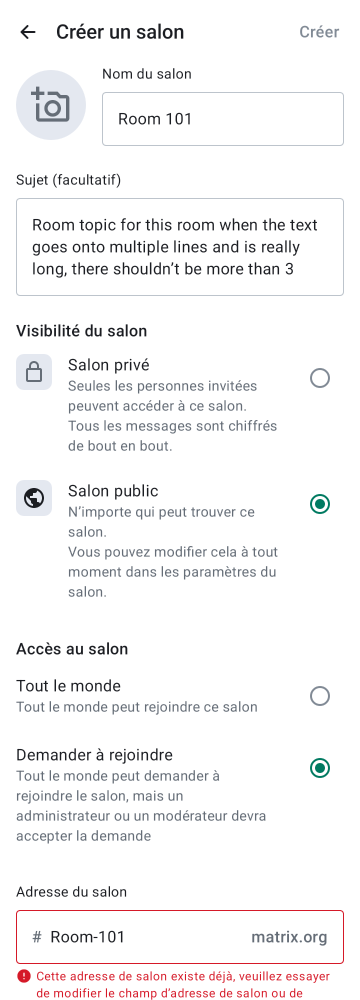 Créer un salon
Créer
Nom du salon
Room 101
Sujet (facultatif)
Room topic for this room when the text
goes onto multiple lines and is really
long, there shouldn’t be more than 3
Visibilité du salon
Salon privé
Seules les personnes invitées
peuvent accéder à ce salon.
Tous les messages sont chiffrés
de bout en bout.
Salon public
N’importe qui peut trouver ce
salon.
Vous pouvez modifier cela à tout
moment dans les paramètres du
salon.
Accès au salon
Tout le monde
Tout le monde peut rejoindre ce salon
Demander à rejoindre
Tout le monde peut demander à
rejoindre le salon, mais un
administrateur ou un modérateur devra
accepter la demande
Adresse du salon
# Room-101 matrix.org
Cette adresse de salon existe déjà, veuillez essayer
de modifier le champ d’adresse de salon ou de